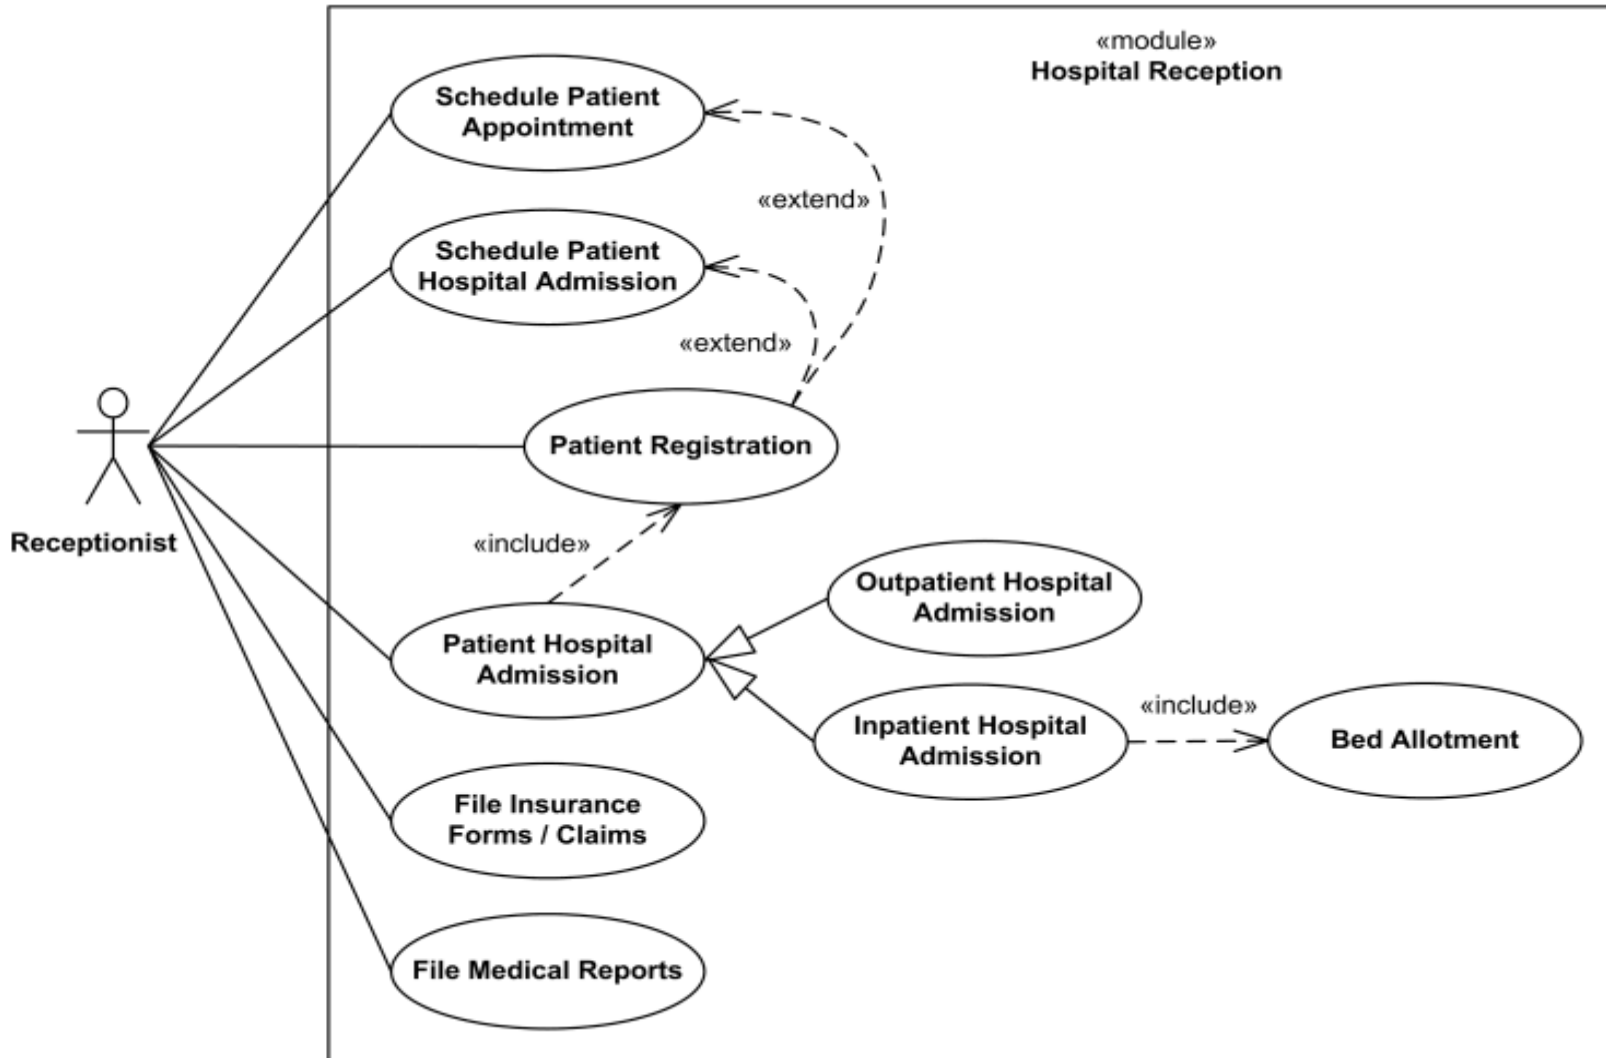 «module»
Hospital Reception
Schedule Patient
Appointment
«extend»
Schedule Patient
Hospital Admission
«extend»
Patient Registration
Receptionist
«include»
Outpatient Hospital
Admission
Patient Hospital
Admission
«include»
Inpatient Hospital
Admission
Bed Allotment
File Insurance
Forms / Claims
File Medical Reports